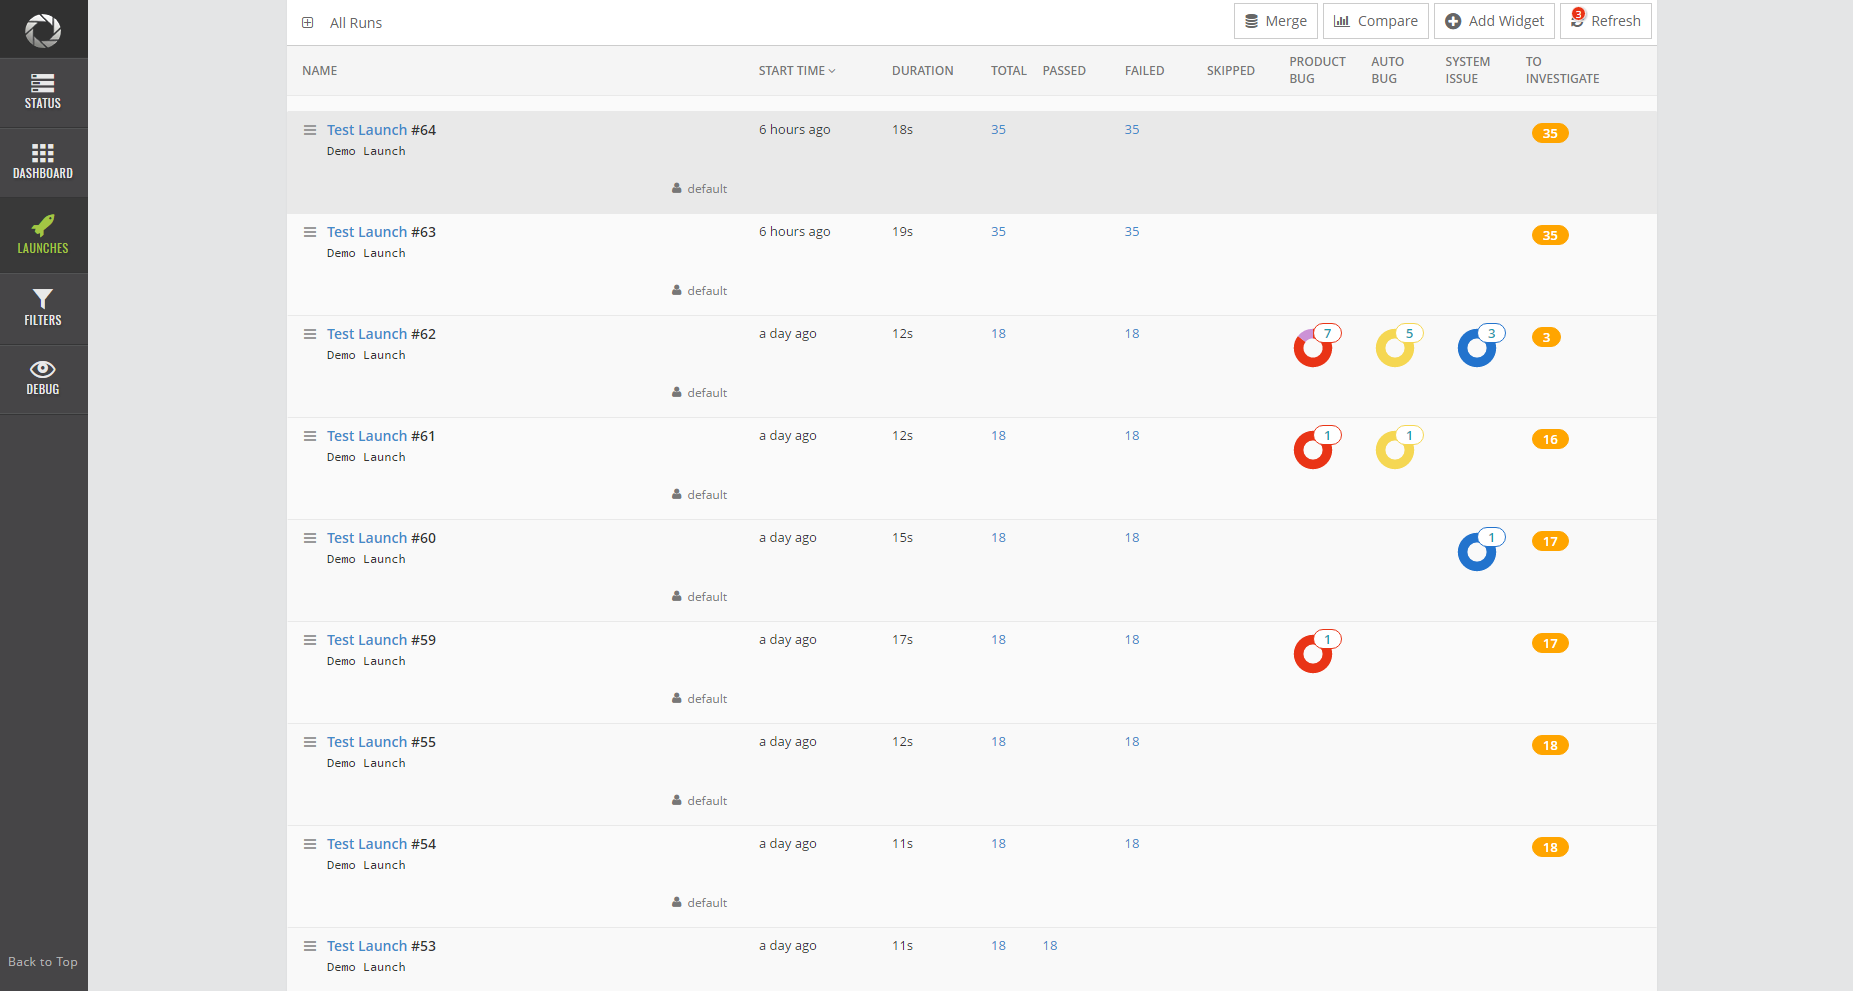 All Runs
Merge
Compare
Add Widget
3
Refresh
NAME START TIME DURATION TOTAL PASSED FAILED SKIPPED PRODUCT BUG AUTO BUG SYSTEM ISSUE TO INVESTIGATE
STATUS
DASHBOARD
LAUNCHES
FILTERS
DEBUG
Back to Top
Test Launch #64 6 hours ago 18s 35 35 35
Demo Launch
default
Test Launch #63 6 hours ago 19s 35 35 35
Demo Launch
default
Test Launch #62 a day ago 12s 18 18 7 5 3 3
Demo Launch
default
Test Launch #61 a day ago 12s 18 18 1 1 16
Demo Launch
default
Test Launch #60 a day ago 15s 18 18 1 17
Demo Launch
default
Test Launch #59 a day ago 17s 18 18 1 17
Demo Launch
default
Test Launch #55 a day ago 12s 18 18 18
Demo Launch
default
Test Launch #54 a day ago 11s 18 18 18
Demo Launch
default
Test Launch #53 a day ago 11s 18 18
Demo Launch